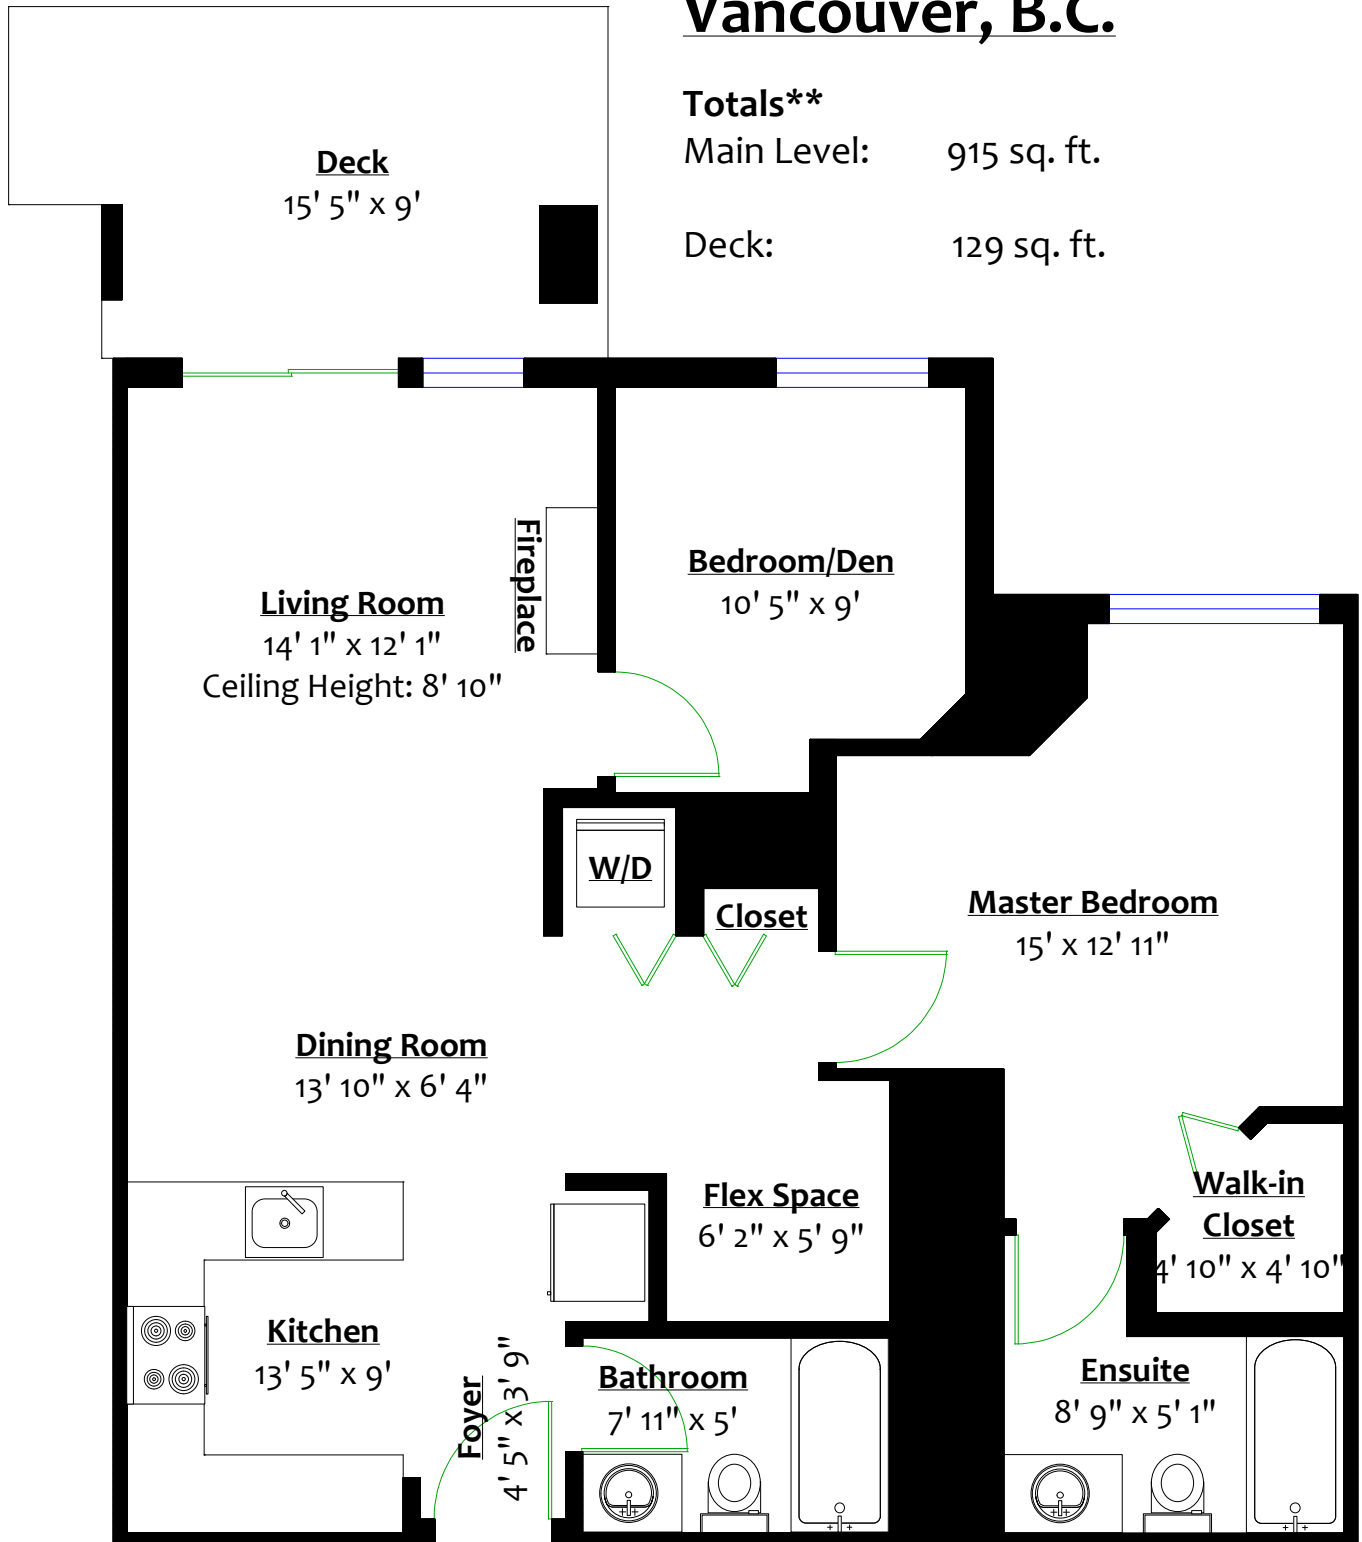 Vancouver, B.C.
Totals**
Main Level: 915 sq. ft.
Deck: 129 sq. ft.
Deck
15' 5" x 9'
Fireplace
Bedroom/Den
10' 5" x 9'
Living Room
14' 1" x 12' 1"
Ceiling Height: 8' 10"
W/D
Closet
Master Bedroom
15' x 12' 11"
Dining Room
13' 10" x 6' 4"
Flex Space
6' 2" x 5' 9"
Walk-in
Closet
4' 10" x 4' 10"
Kitchen
13' 5" x 9'
Foyer
4' 5" x 3' 9"
Bathroom
7' 11" x 5'
Ensuite
8' 9" x 5' 1"